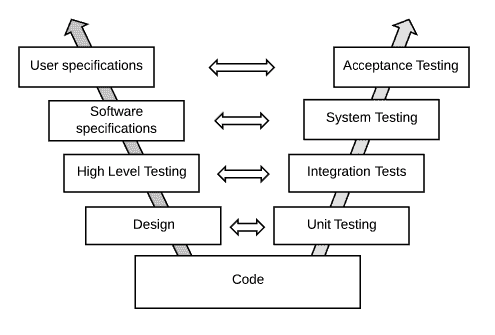 User specifications
Acceptance Testing
Software
specifications
System Testing
High Level Testing
Integration Tests
Design
Unit Testing
Code